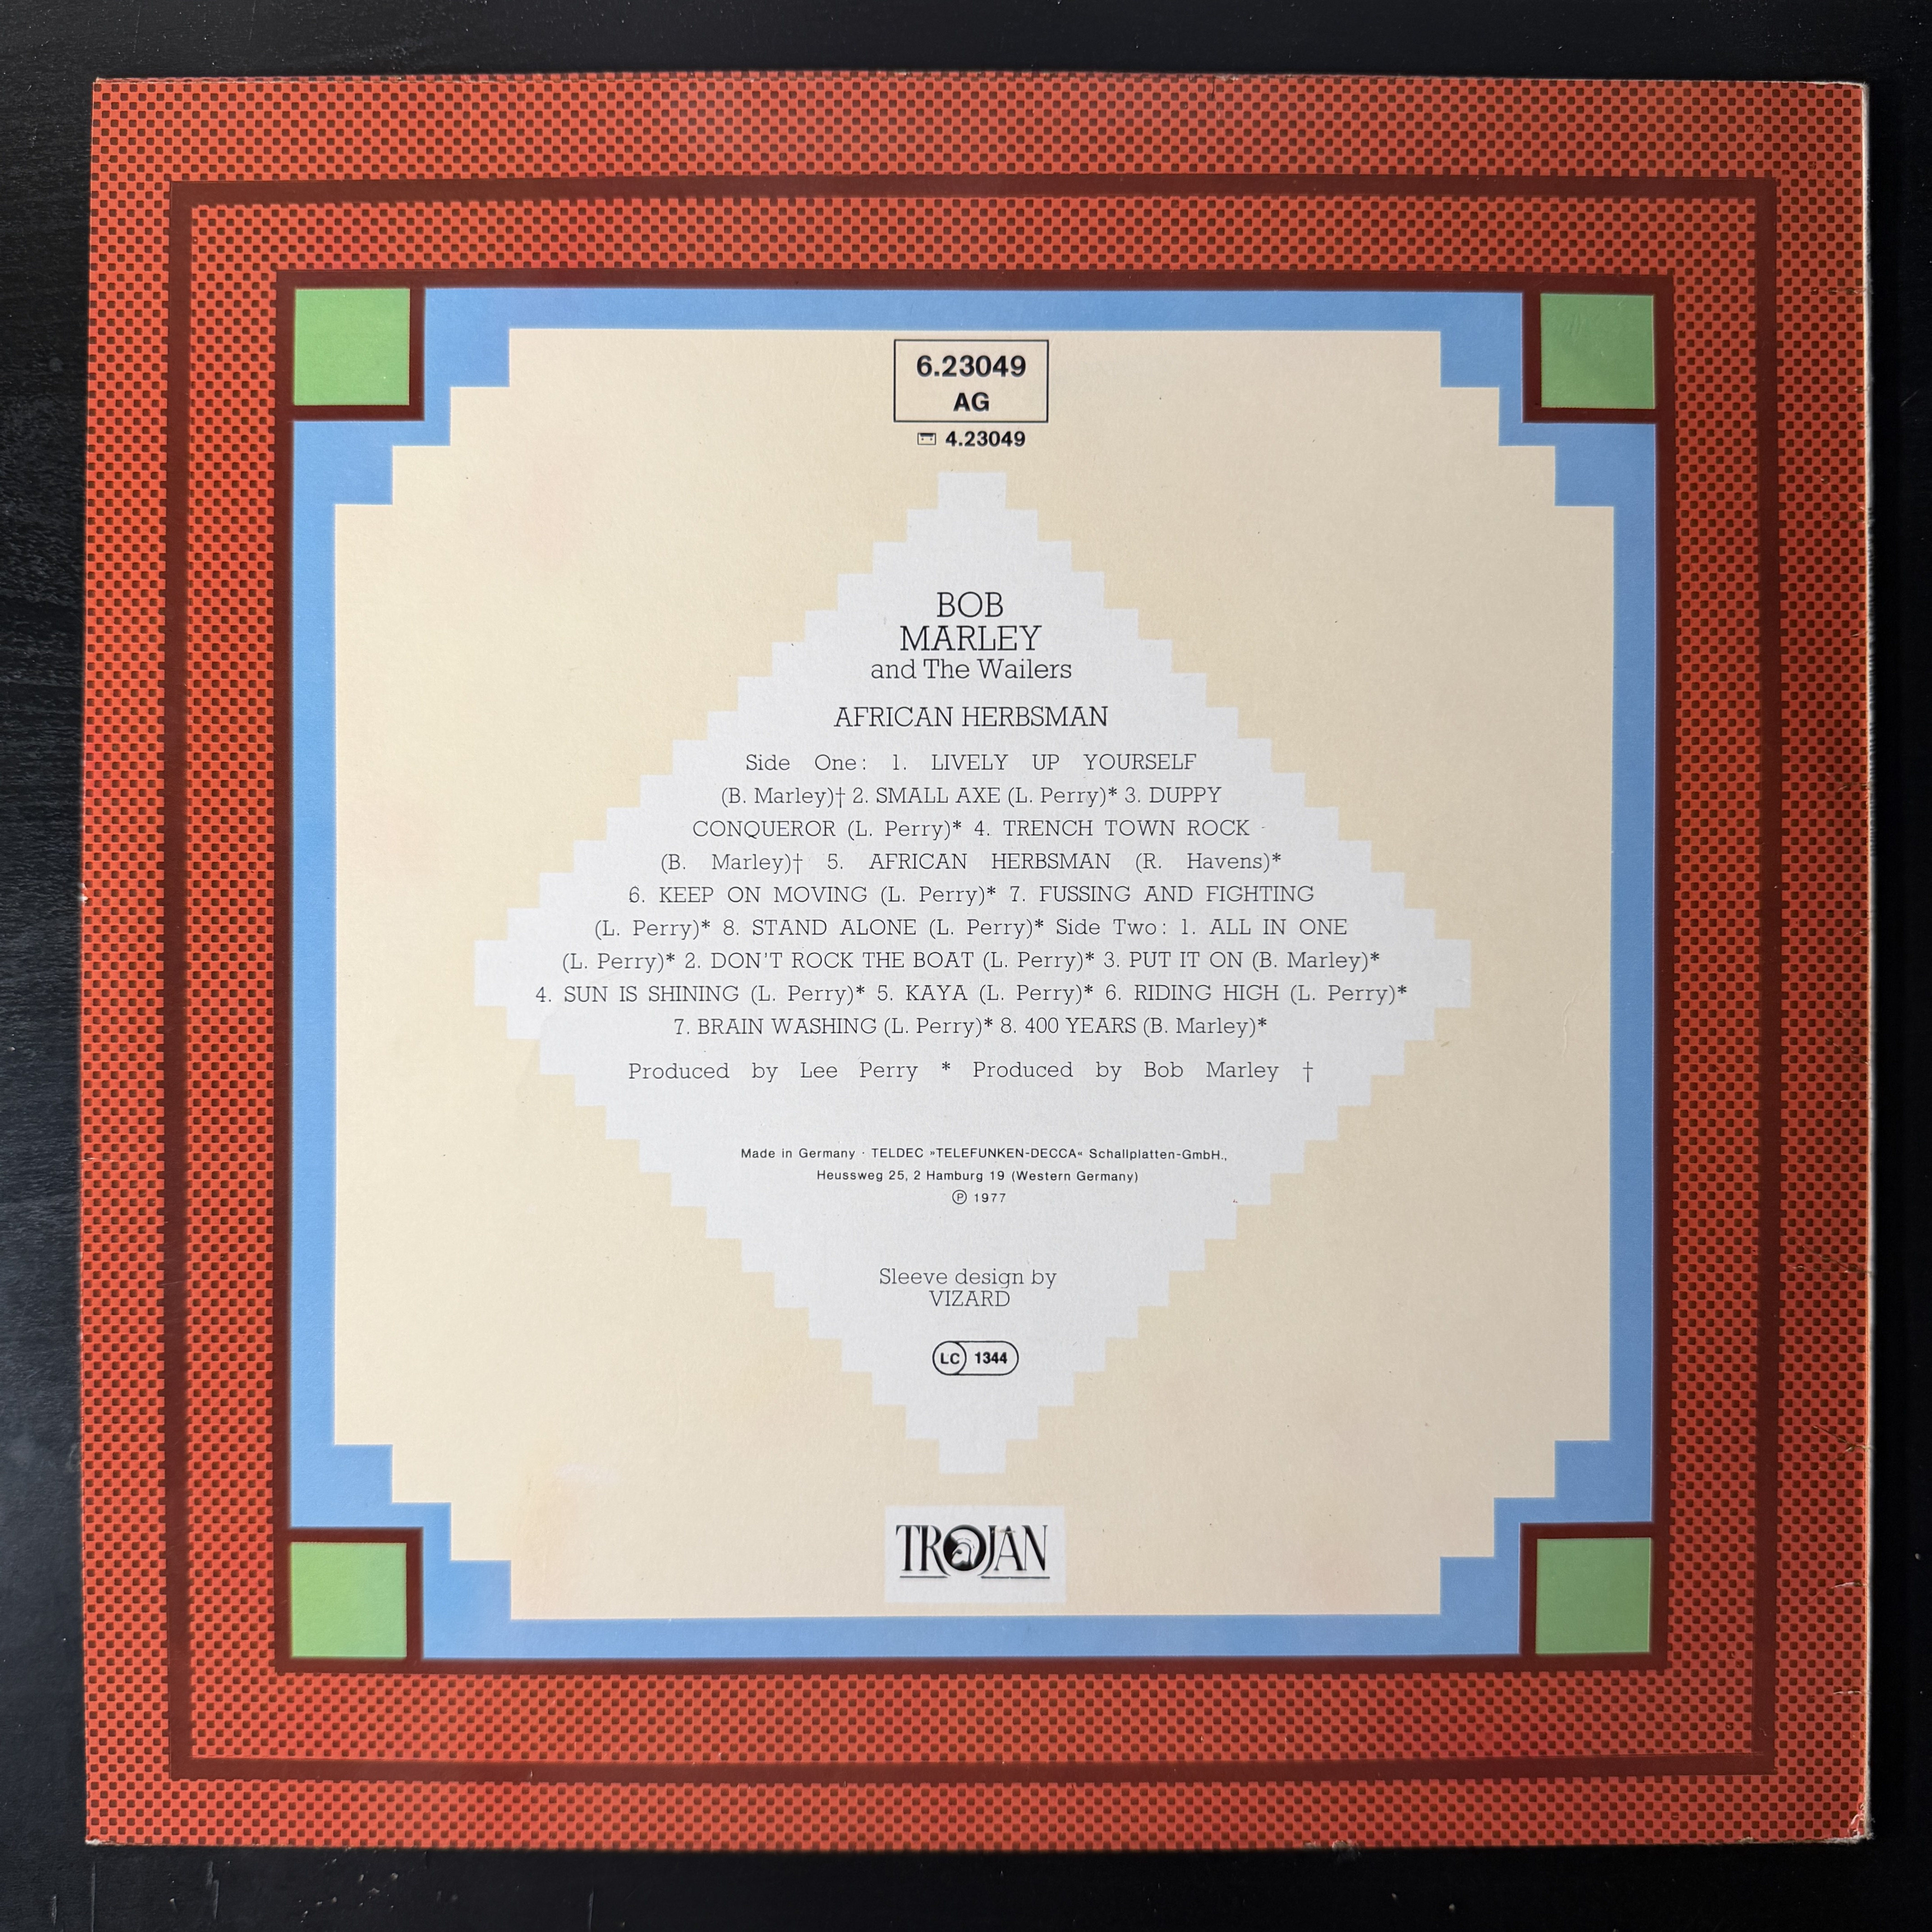 6.23049
AG
4.23049
BOB
MARLEY
and The Wailers
AFRICAN HERBSMAN
Side One: 1. LIVELY UP YOURSELF
(B. Marley)† 2. SMALL AXE (L. Perry)* 3. DUPPY
CONQUEROR (L. Perry)* 4. TRENCH TOWN ROCK
(B. Marley)† 5. AFRICAN HERBSMAN (R. Havens)*
6. KEEP ON MOVING (L. Perry)* 7. FUSSING AND FIGHTING
(L. Perry)* 8. STAND ALONE (L. Perry)* Side Two: 1. ALL IN ONE
(L. Perry)* 2. DON'T ROCK THE BOAT (L. Perry)* 3. PUT IT ON (B. Marley)*
4. SUN IS SHINING (L. Perry)* 5. KAYA (L. Perry)* 6. RIDING HIGH (L. Perry)*
7. BRAIN WASHING (L. Perry)* 8. 400 YEARS (B. Marley)*
Produced by Lee Perry * Produced by Bob Marley †
Made in Germany · TELDEC »TELEFUNKEN-DECCA« Schallplatten-GmbH.,
Heussweg 25, 2 Hamburg 19 (Western Germany)
℗ 1977
Sleeve design by
VIZARD
LC 1344
TROJAN